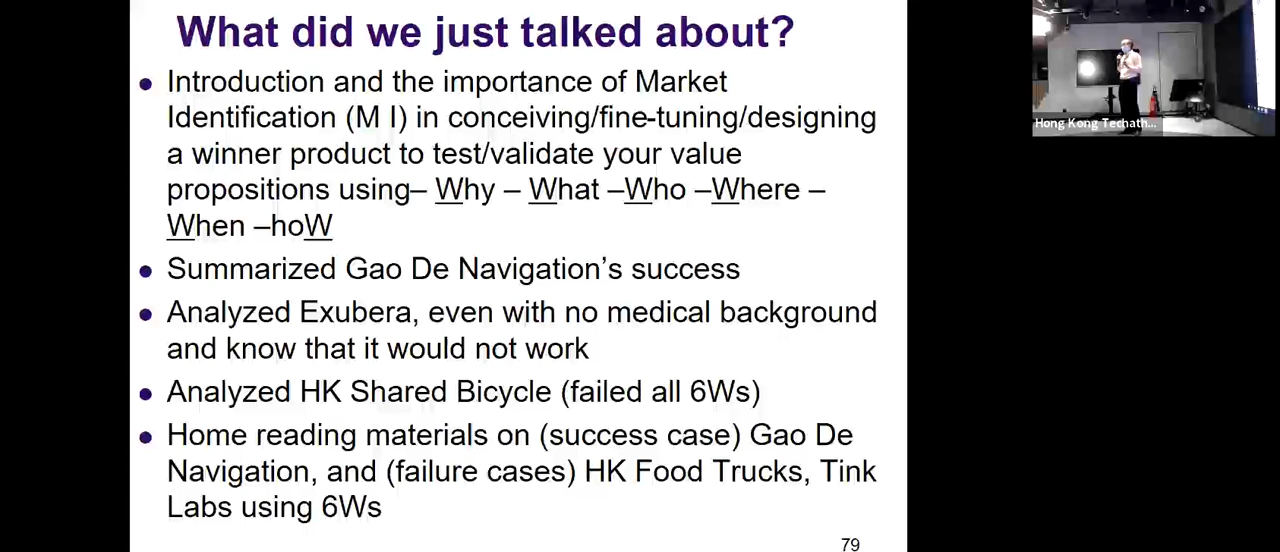 What did we just talked about?
Introduction and the importance of Market
Identification (M I) in conceiving/fine-tuning/designing
a winner product to test/validate your value
propositions using– Why – What –Who –Where –
When –hoW
Summarized Gao De Navigation's success
Analyzed Exubera, even with no medical background
and know that it would not work
Analyzed HK Shared Bicycle (failed all 6Ws)
Home reading materials on (success case) Gao De
Navigation, and (failure cases) HK Food Trucks, Tink
Labs using 6Ws
79
Hong Kong Techath...